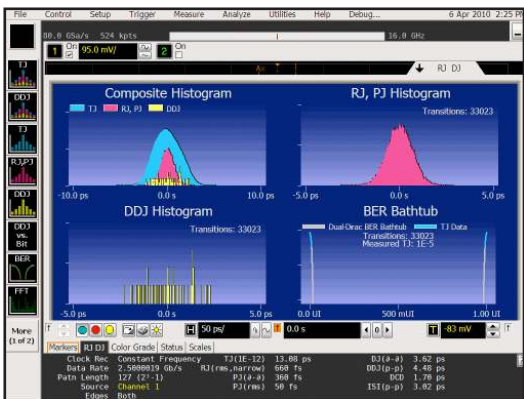 File Control Setup Trigger Measure Analyze Utilities Help Debug... 6 Apr 2010 2:25 P
80.0 GSa/s 524 kpts 16.0 GHz
1 On 95.0 mV/ 2 On
RJ DJ
TJ
DDJ
TJ
RJ,PJ
DDJ
DDJ vs. Bit
BER
FFT
More (1 of 2)
Composite Histogram
TJ RJ, PJ DDJ
-10.0 ps 0.0 s 10.0 ps
RJ, PJ Histogram
Transitions: 33023
-5.0 ps 0.0 s 5.0 ps
DDJ Histogram
Transitions: 33023
-5.0 ps 0.0 s 5.0 ps
BER Bathtub
Dual-Dirac BER Bathtub TJ Data
Transitions: 33023
Measured TJ: 1E-5
0.0 UI 500 mUI 1.00 UI
H 50 ps/ 0.0 s 0 T -83 mV
Markers RJ DJ Color Grade Status Scales
Clock Rec Constant Frequency TJ(1E-12) 13.08 ps DJ(∂-∂) 3.62 ps
Data Rate 2.5000019 Gb/s RJ(rms,narrow) 660 fs DDJ(p-p) 4.48 ps
Patn Length 127 (2⁷-1) PJ(∂-∂) 360 fs DCD 1.70 ps
Source Channel 1 PJ(rms) 50 fs ISI(p-p) 3.02 ps
Edges Both